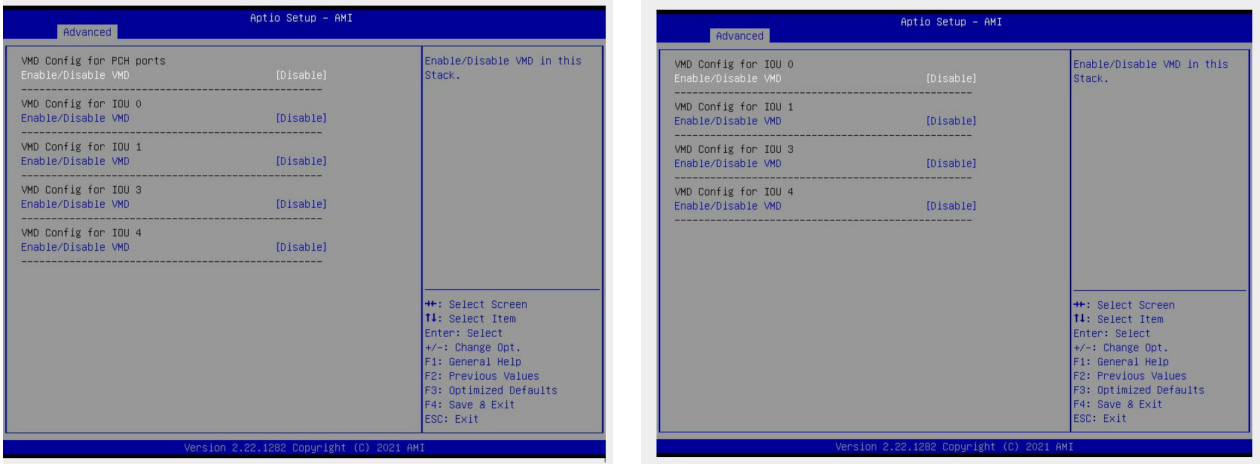 Aptio Setup - AMI
Advanced
VMD Config for PCH ports
Enable/Disable VMD [Disable]
------------------------------------------------
VMD Config for IOU 0
Enable/Disable VMD [Disable]
------------------------------------------------
VMD Config for IOU 1
Enable/Disable VMD [Disable]
------------------------------------------------
VMD Config for IOU 3
Enable/Disable VMD [Disable]
------------------------------------------------
VMD Config for IOU 4
Enable/Disable VMD [Disable]
------------------------------------------------
Enable/Disable VMD in this
Stack.
→←: Select Screen
↑↓: Select Item
Enter: Select
+/-: Change Opt.
F1: General Help
F2: Previous Values
F3: Optimized Defaults
F4: Save & Exit
ESC: Exit
Version 2.22.1282 Copyright (C) 2021 AMI
Aptio Setup - AMI
Advanced
VMD Config for IOU 0
Enable/Disable VMD [Disable]
------------------------------------------------
VMD Config for IOU 1
Enable/Disable VMD [Disable]
------------------------------------------------
VMD Config for IOU 3
Enable/Disable VMD [Disable]
------------------------------------------------
VMD Config for IOU 4
Enable/Disable VMD [Disable]
------------------------------------------------
Enable/Disable VMD in this
Stack.
→←: Select Screen
↑↓: Select Item
Enter: Select
+/-: Change Opt.
F1: General Help
F2: Previous Values
F3: Optimized Defaults
F4: Save & Exit
ESC: Exit
Version 2.22.1282 Copyright (C) 2021 AMI